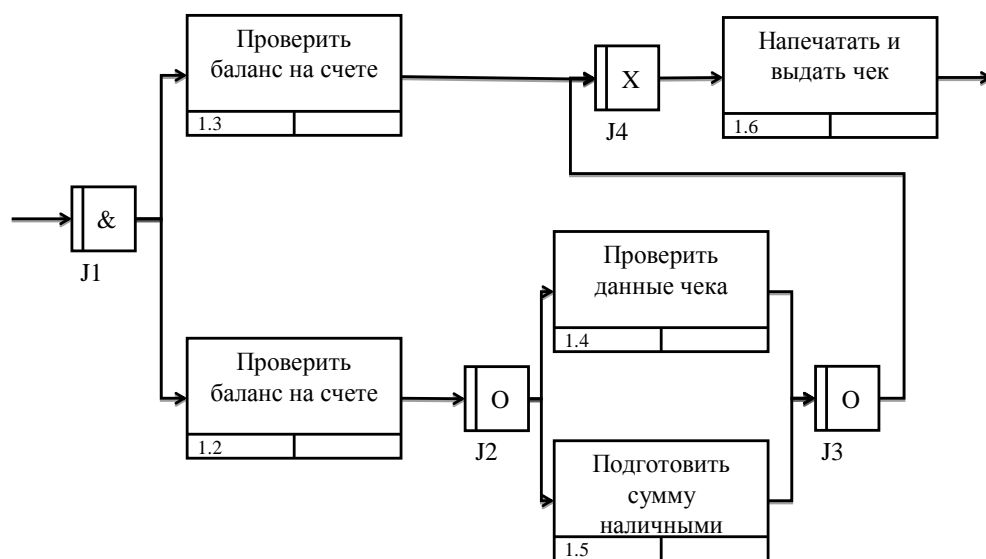 Проверить
баланс на счете
1.3
X
J4
Напечатать и
выдать чек
1.6
&
J1
Проверить
данные чека
1.4
Проверить
баланс на счете
1.2
O
J2
O
J3
Подготовить
сумму
наличными
1.5